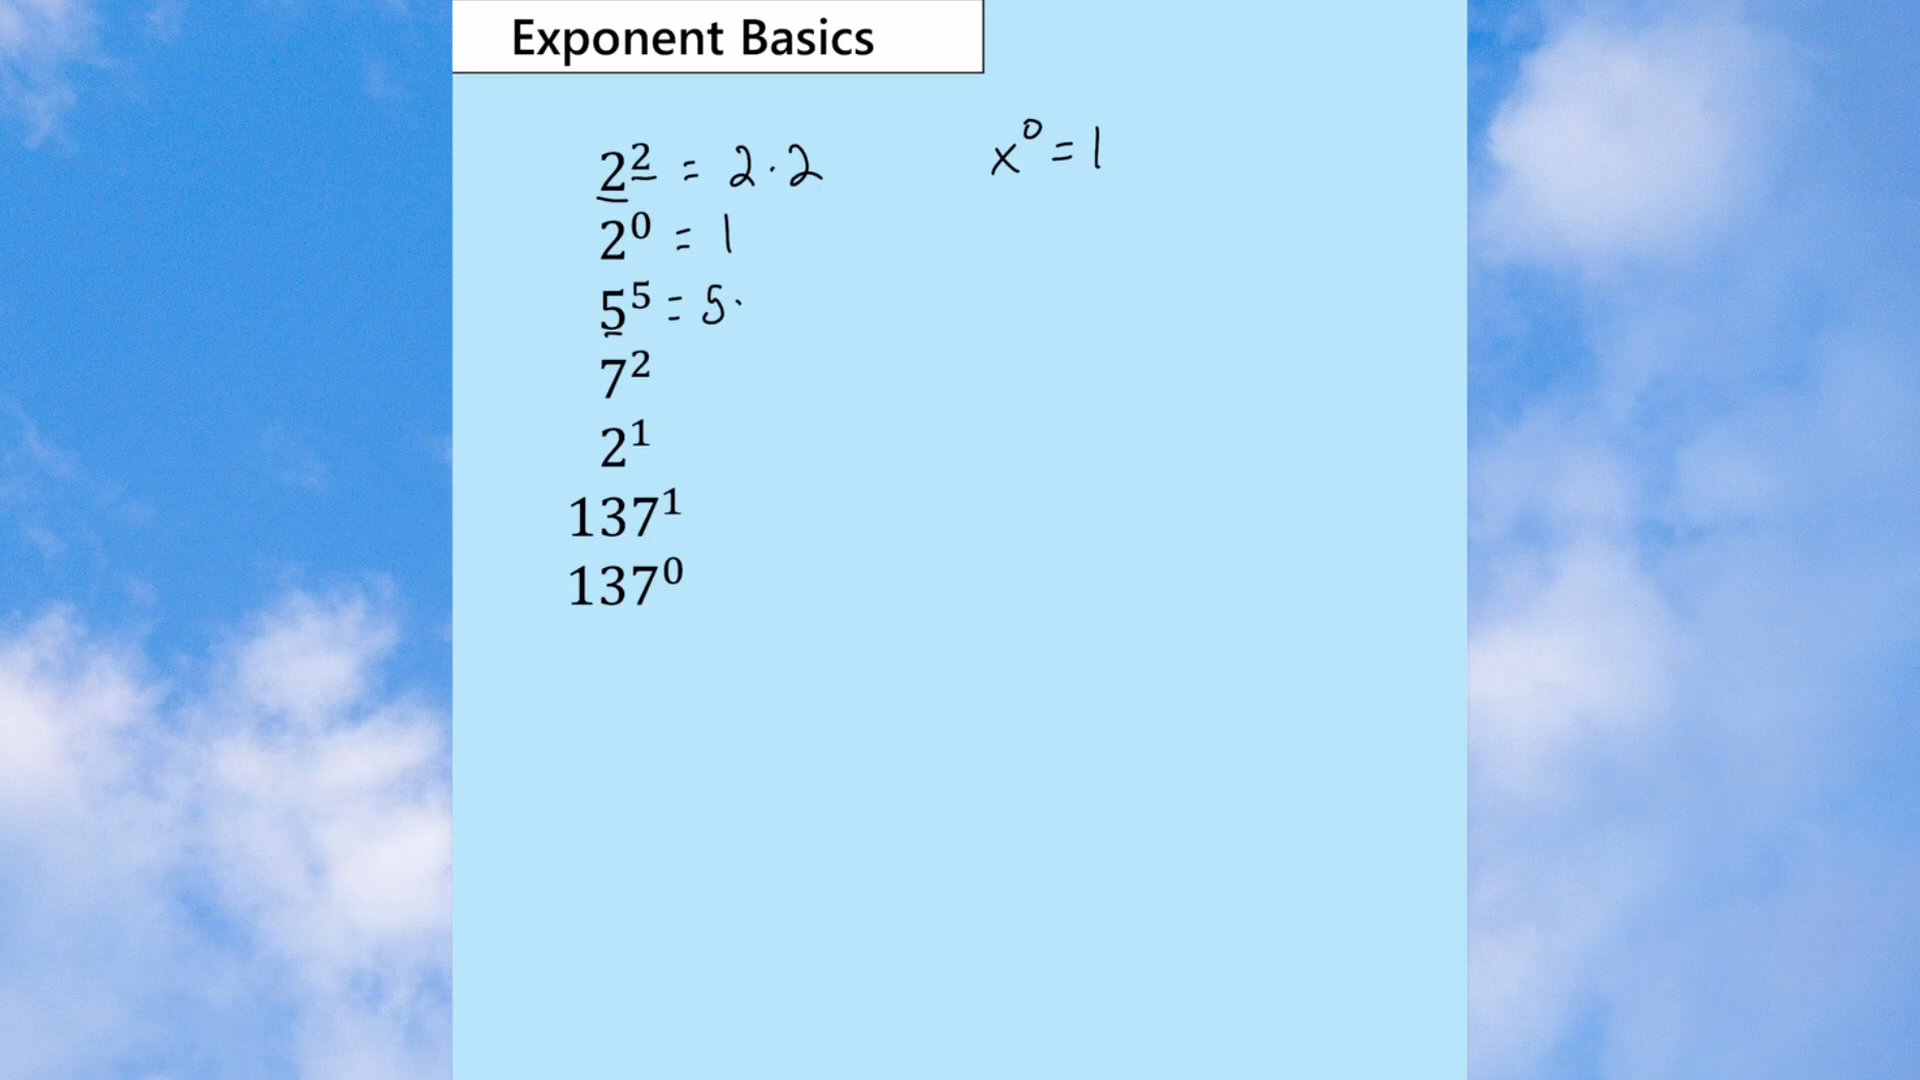 Exponent Basics
2² = 2·2
x⁰ = 1
2⁰ = 1
5⁵ = 5·
7²
2¹
137¹
137⁰